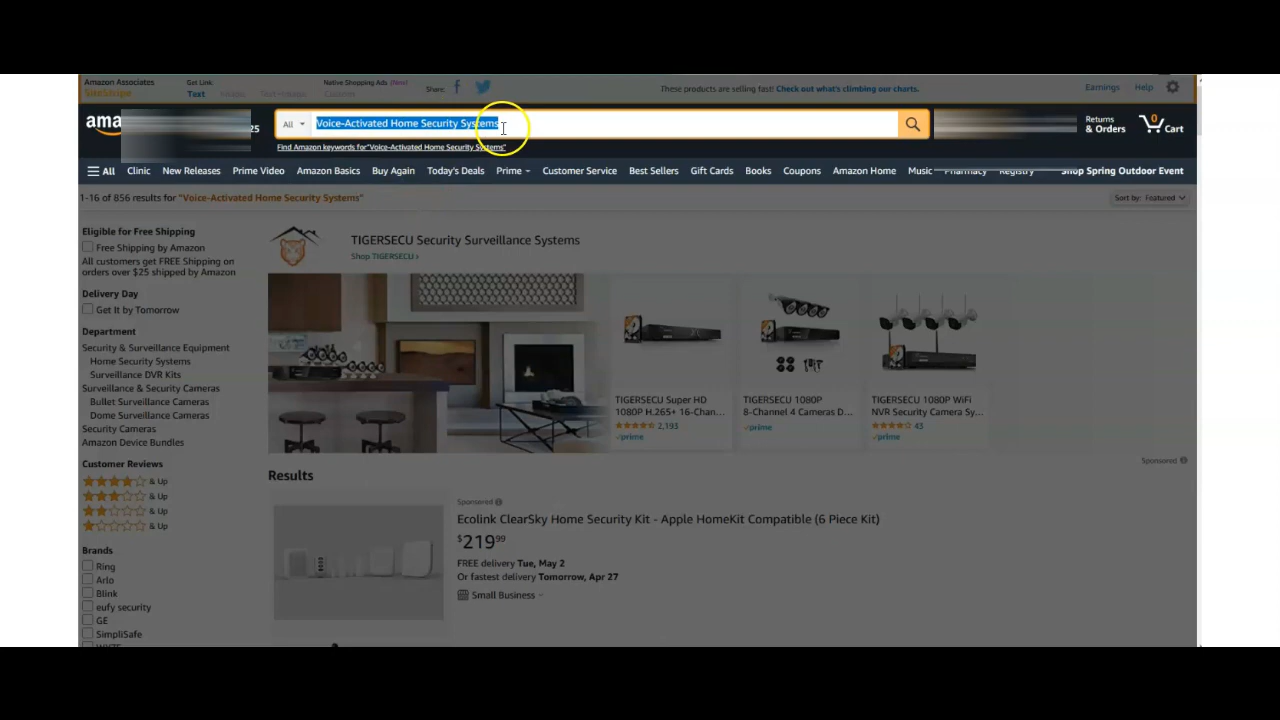 Amazon Associates
SiteStripe
Get Link:
Text
Image
Text+Image
Native Shopping Ads (New)
Custom
Share:
These products are selling fast! Check out what's climbing our charts.
Earnings
Help
ama
25
All
Voice-Activated Home Security Systems
Find Amazon keywords for"Voice-Activated Home Security Systems"
Returns
& Orders
0
Cart
All
Clinic
New Releases
Prime Video
Amazon Basics
Buy Again
Today's Deals
Prime
Customer Service
Best Sellers
Gift Cards
Books
Coupons
Amazon Home
Music
Pharmacy
Registry
Shop Spring Outdoor Event
1-16 of 856 results for "Voice-Activated Home Security Systems"
Sort by: Featured
Eligible for Free Shipping
Free Shipping by Amazon
All customers get FREE Shipping on
orders over $25 shipped by Amazon
Delivery Day
Get It by Tomorrow
Department
Security & Surveillance Equipment
Home Security Systems
Surveillance DVR Kits
Surveillance & Security Cameras
Bullet Surveillance Cameras
Dome Surveillance Cameras
Security Cameras
Amazon Device Bundles
Customer Reviews
& Up
& Up
& Up
& Up
Brands
Ring
Arlo
Blink
eufy security
GE
SimpliSafe
WYZE
TIGERSECU Security Surveillance Systems
Shop TIGERSECU ›
TIGERSECU Super HD
1080P H.265+ 16-Chan...
2,193
prime
TIGERSECU 1080P
8-Channel 4 Cameras D...
prime
TIGERSECU 1080P WiFi
NVR Security Camera Sy...
43
prime
Sponsored
Results
Sponsored
Ecolink ClearSky Home Security Kit - Apple HomeKit Compatible (6 Piece Kit)
$219.99
FREE delivery Tue, May 2
Or fastest delivery Tomorrow, Apr 27
Small Business